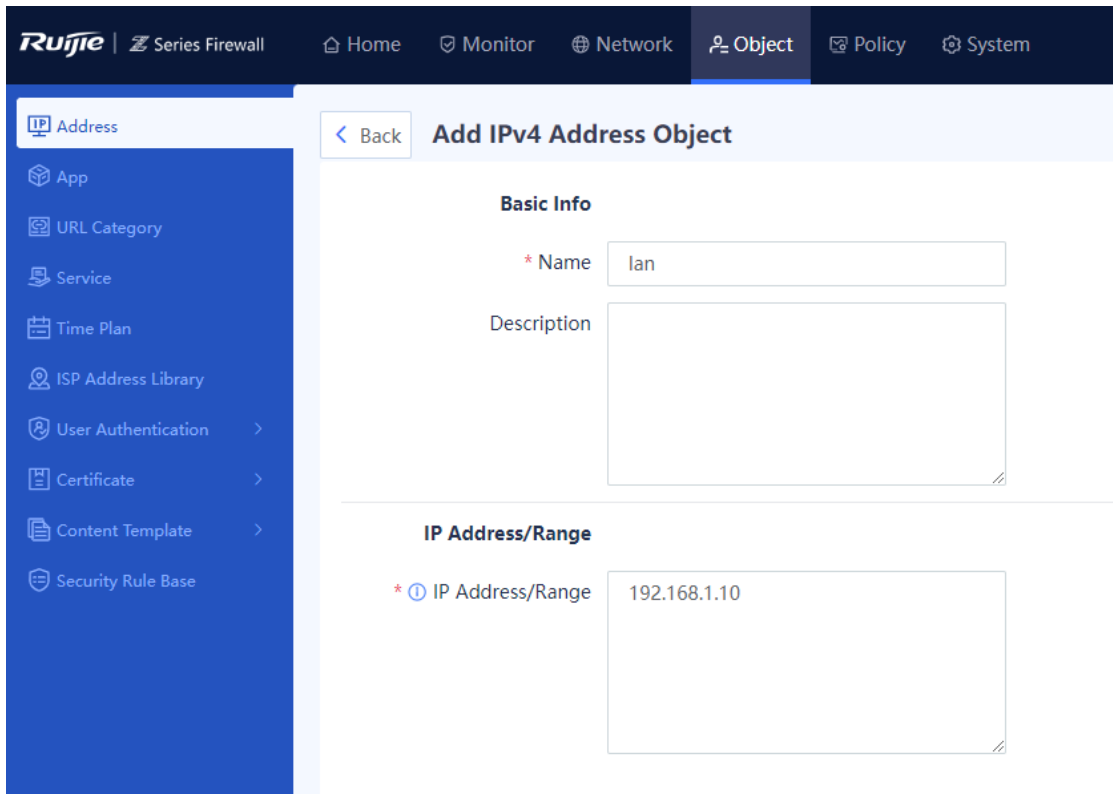 Ruijie | Z Series Firewall
Home
Monitor
Network
Object
Policy
System
Address
App
URL Category
Service
Time Plan
ISP Address Library
User Authentication
Certificate
Content Template
Security Rule Base
Back
Add IPv4 Address Object
Basic Info
* Name
lan
Description
IP Address/Range
* IP Address/Range
192.168.1.10